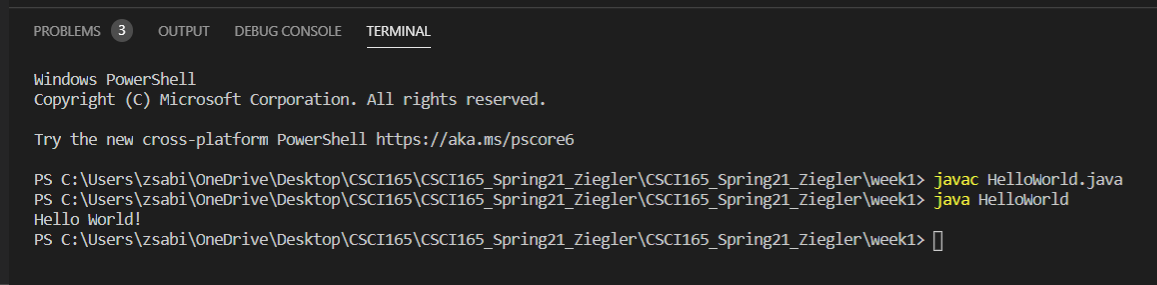 PROBLEMS 3 OUTPUT DEBUG CONSOLE TERMINAL
Windows PowerShell
Copyright (C) Microsoft Corporation. All rights reserved.
Try the new cross-platform PowerShell https://aka.ms/pscore6
PS C:\Users\zsabi\OneDrive\Desktop\CSCI165\CSCI165_Spring21_Ziegler\CSCI165_Spring21_Ziegler\week1> javac HelloWorld.java
PS C:\Users\zsabi\OneDrive\Desktop\CSCI165\CSCI165_Spring21_Ziegler\CSCI165_Spring21_Ziegler\week1> java HelloWorld
Hello World!
PS C:\Users\zsabi\OneDrive\Desktop\CSCI165\CSCI165_Spring21_Ziegler\CSCI165_Spring21_Ziegler\week1>